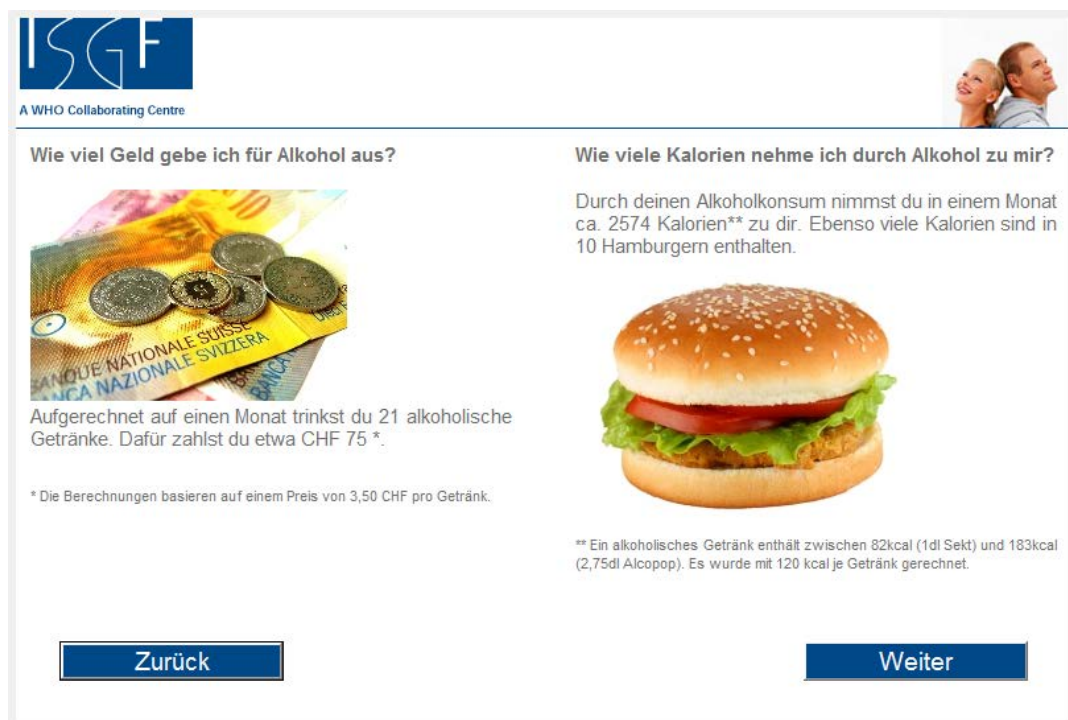 ISGF
A WHO Collaborating Centre
Wie viel Geld gebe ich für Alkohol aus?
10
BANQUE NATIONALE SUISSE
BANCA NAZIONALE SVIZZERA
Aufgerechnet auf einen Monat trinkst du 21 alkoholische
Getränke. Dafür zahlst du etwa CHF 75 *.
* Die Berechnungen basieren auf einem Preis von 3,50 CHF pro Getränk.
Wie viele Kalorien nehme ich durch Alkohol zu mir?
Durch deinen Alkoholkonsum nimmst du in einem Monat
ca. 2574 Kalorien** zu dir. Ebenso viele Kalorien sind in
10 Hamburgern enthalten.
** Ein alkoholisches Getränk enthält zwischen 82kcal (1dl Sekt) und 183kcal
(2,75dl Alcopop). Es wurde mit 120 kcal je Getränk gerechnet.
Zurück
Weiter